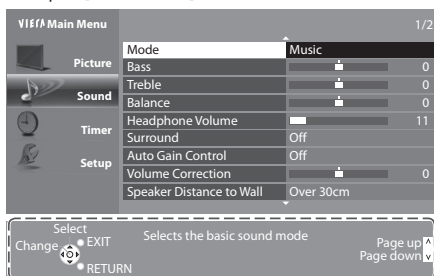 VIERA Main Menu 1/2
Picture
Sound
Timer
Setup
Mode Music
Bass 0
Treble 0
Balance 0
Headphone Volume 11
Surround Off
Auto Gain Control Off
Volume Correction 0
Speaker Distance to Wall Over 30cm
Select
Change
EXIT
RETURN
Selects the basic sound mode
Page up
Page down